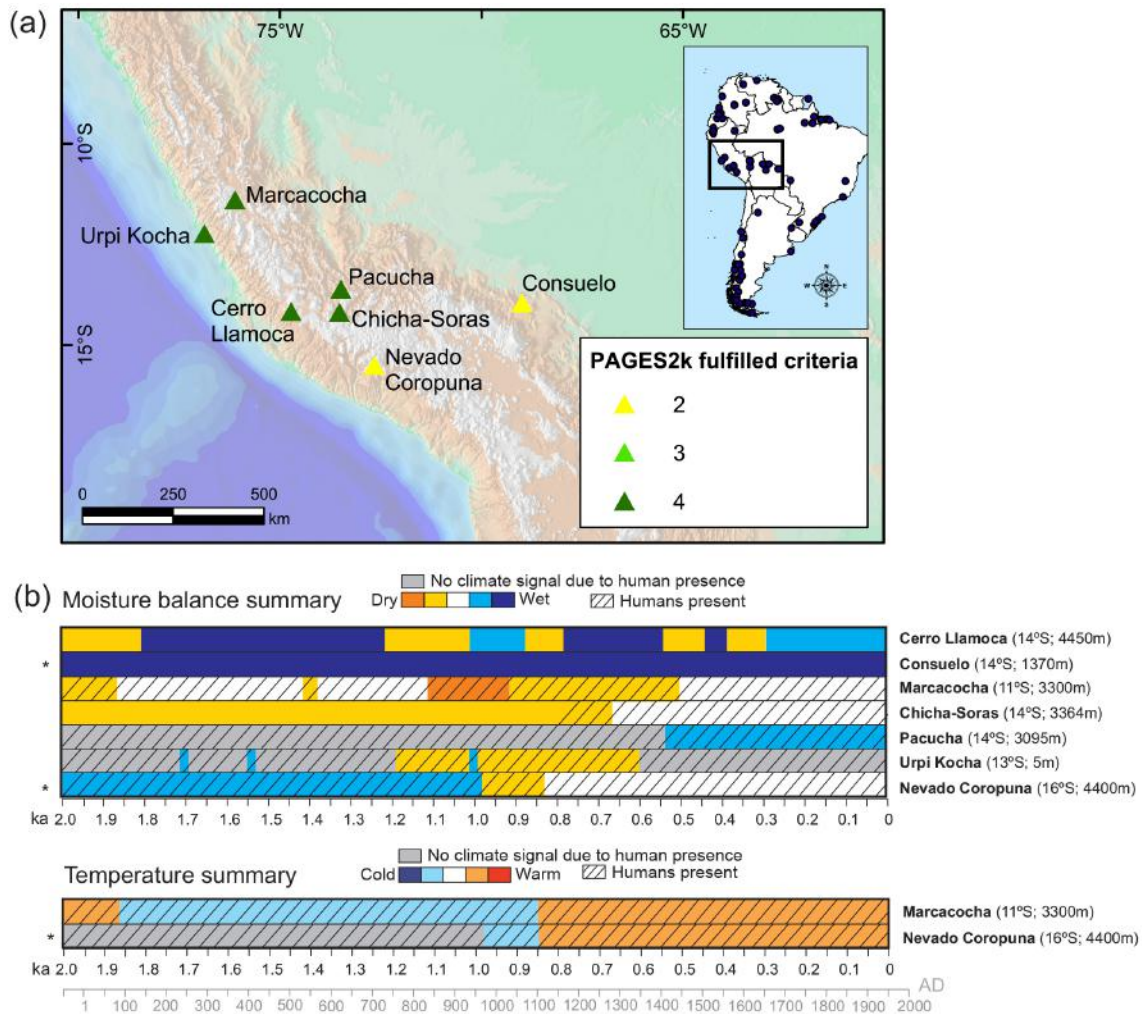 (a)
75°W
65°W
10°S
15°S
Marcacocha
Urpi Kocha
Pacucha
Consuelo
Cerro
Llamoca
Chicha-Soras
Nevado
Coropuna
N
W
E
S
PAGES2k fulfilled criteria
2
3
4
0 250 500
km
(b)
No climate signal due to human presence
Moisture balance summary
Dry Wet Humans present
Cerro Llamoca (14ºS; 4450m)
* Consuelo (14ºS; 1370m)
Marcacocha (11ºS; 3300m)
Chicha-Soras (14ºS; 3364m)
Pacucha (14ºS; 3095m)
Urpi Kocha (13ºS; 5m)
* Nevado Coropuna (16ºS; 4400m)
ka 2.0 1.9 1.8 1.7 1.6 1.5 1.4 1.3 1.2 1.1 1.0 0.9 0.8 0.7 0.6 0.5 0.4 0.3 0.2 0.1 0
No climate signal due to human presence
Temperature summary
Cold Warm Humans present
Marcacocha (11ºS; 3300m)
* Nevado Coropuna (16ºS; 4400m)
ka 2.0 1.9 1.8 1.7 1.6 1.5 1.4 1.3 1.2 1.1 1.0 0.9 0.8 0.7 0.6 0.5 0.4 0.3 0.2 0.1 0
AD
1 100 200 300 400 500 600 700 800 900 1000 1100 1200 1300 1400 1500 1600 1700 1800 1900 2000